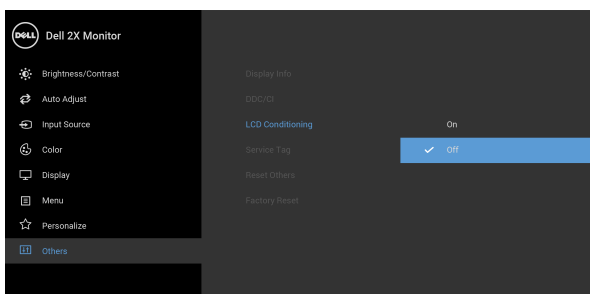 DELL
Dell 2X Monitor
Brightness/Contrast
Auto Adjust
Input Source
Color
Display
Menu
Personalize
Others
Display Info
DDC/CI
LCD Conditioning
Service Tag
Reset Others
Factory Reset
On
Off